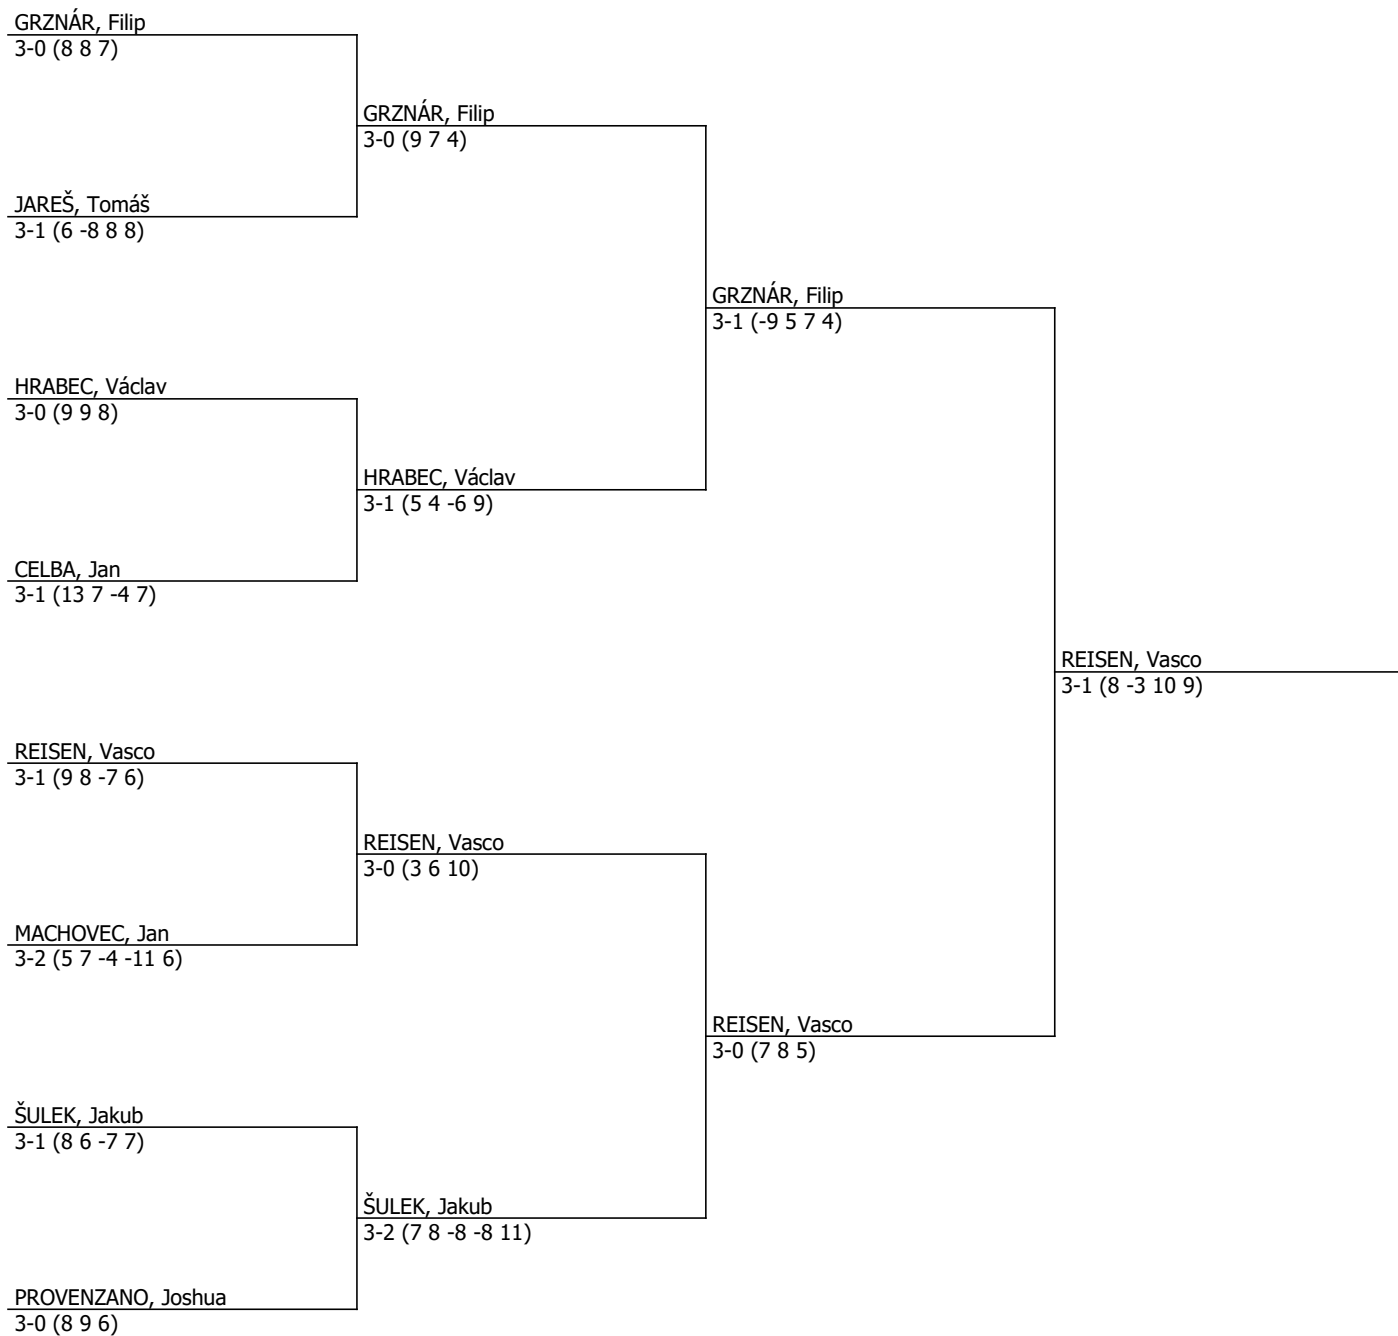 GRZNÁR, Filip
3-0 (8 8 7)
GRZNÁR, Filip
3-0 (9 7 4)
JAREŠ, Tomáš
3-1 (6 -8 8 8)
GRZNÁR, Filip
3-1 (-9 5 7 4)
HRABEC, Václav
3-0 (9 9 8)
HRABEC, Václav
3-1 (5 4 -6 9)
CELBA, Jan
3-1 (13 7 -4 7)
REISEN, Vasco
3-1 (8 -3 10 9)
REISEN, Vasco
3-1 (9 8 -7 6)
REISEN, Vasco
3-0 (3 6 10)
MACHOVEC, Jan
3-2 (5 7 -4 -11 6)
REISEN, Vasco
3-0 (7 8 5)
ŠULEK, Jakub
3-1 (8 6 -7 7)
ŠULEK, Jakub
3-2 (7 8 -8 -8 11)
PROVENZANO, Joshua
3-0 (8 9 6)